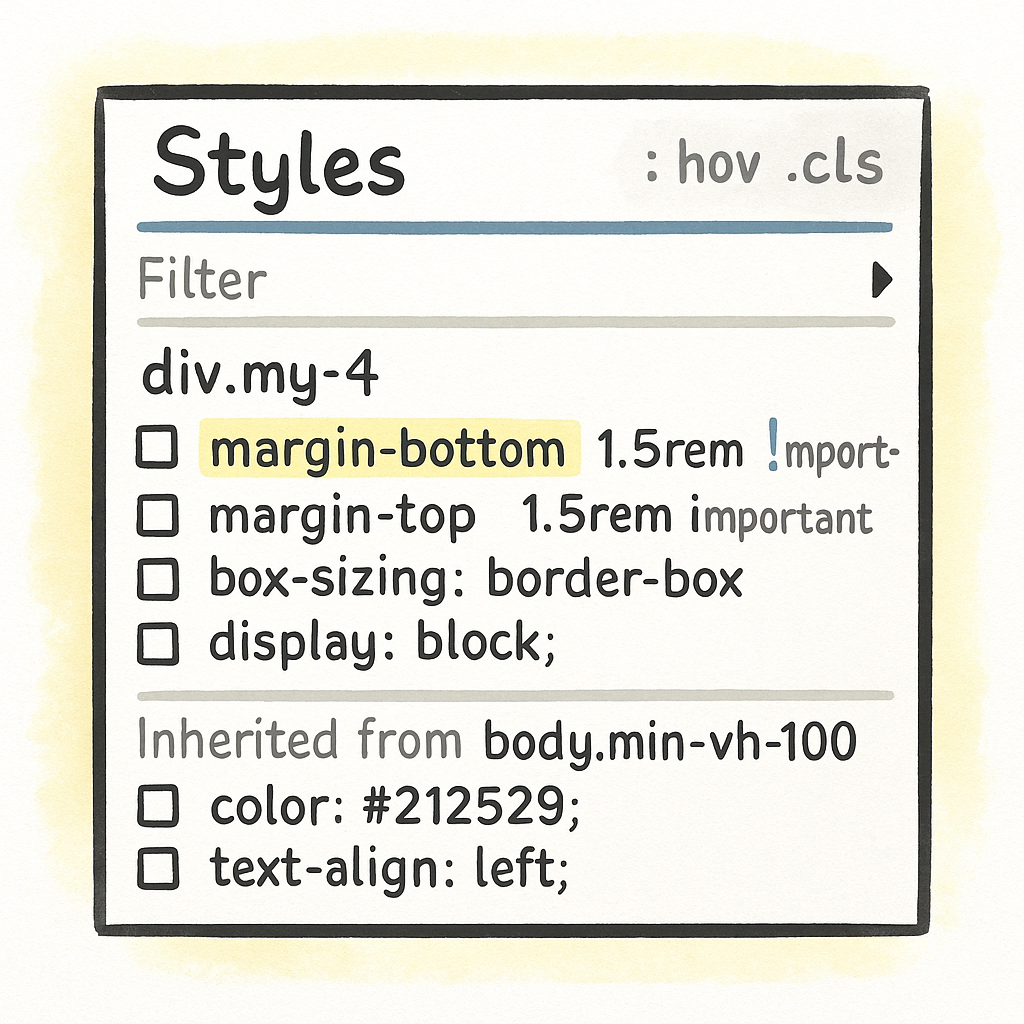 Styles : hov .cls
Filter
div.my-4
margin-bottom 1.5rem !mport-
margin-top 1.5rem important
box-sizing: border-box
display: block;
Inherited from body.min-vh-100
color: #212529;
text-align: left;